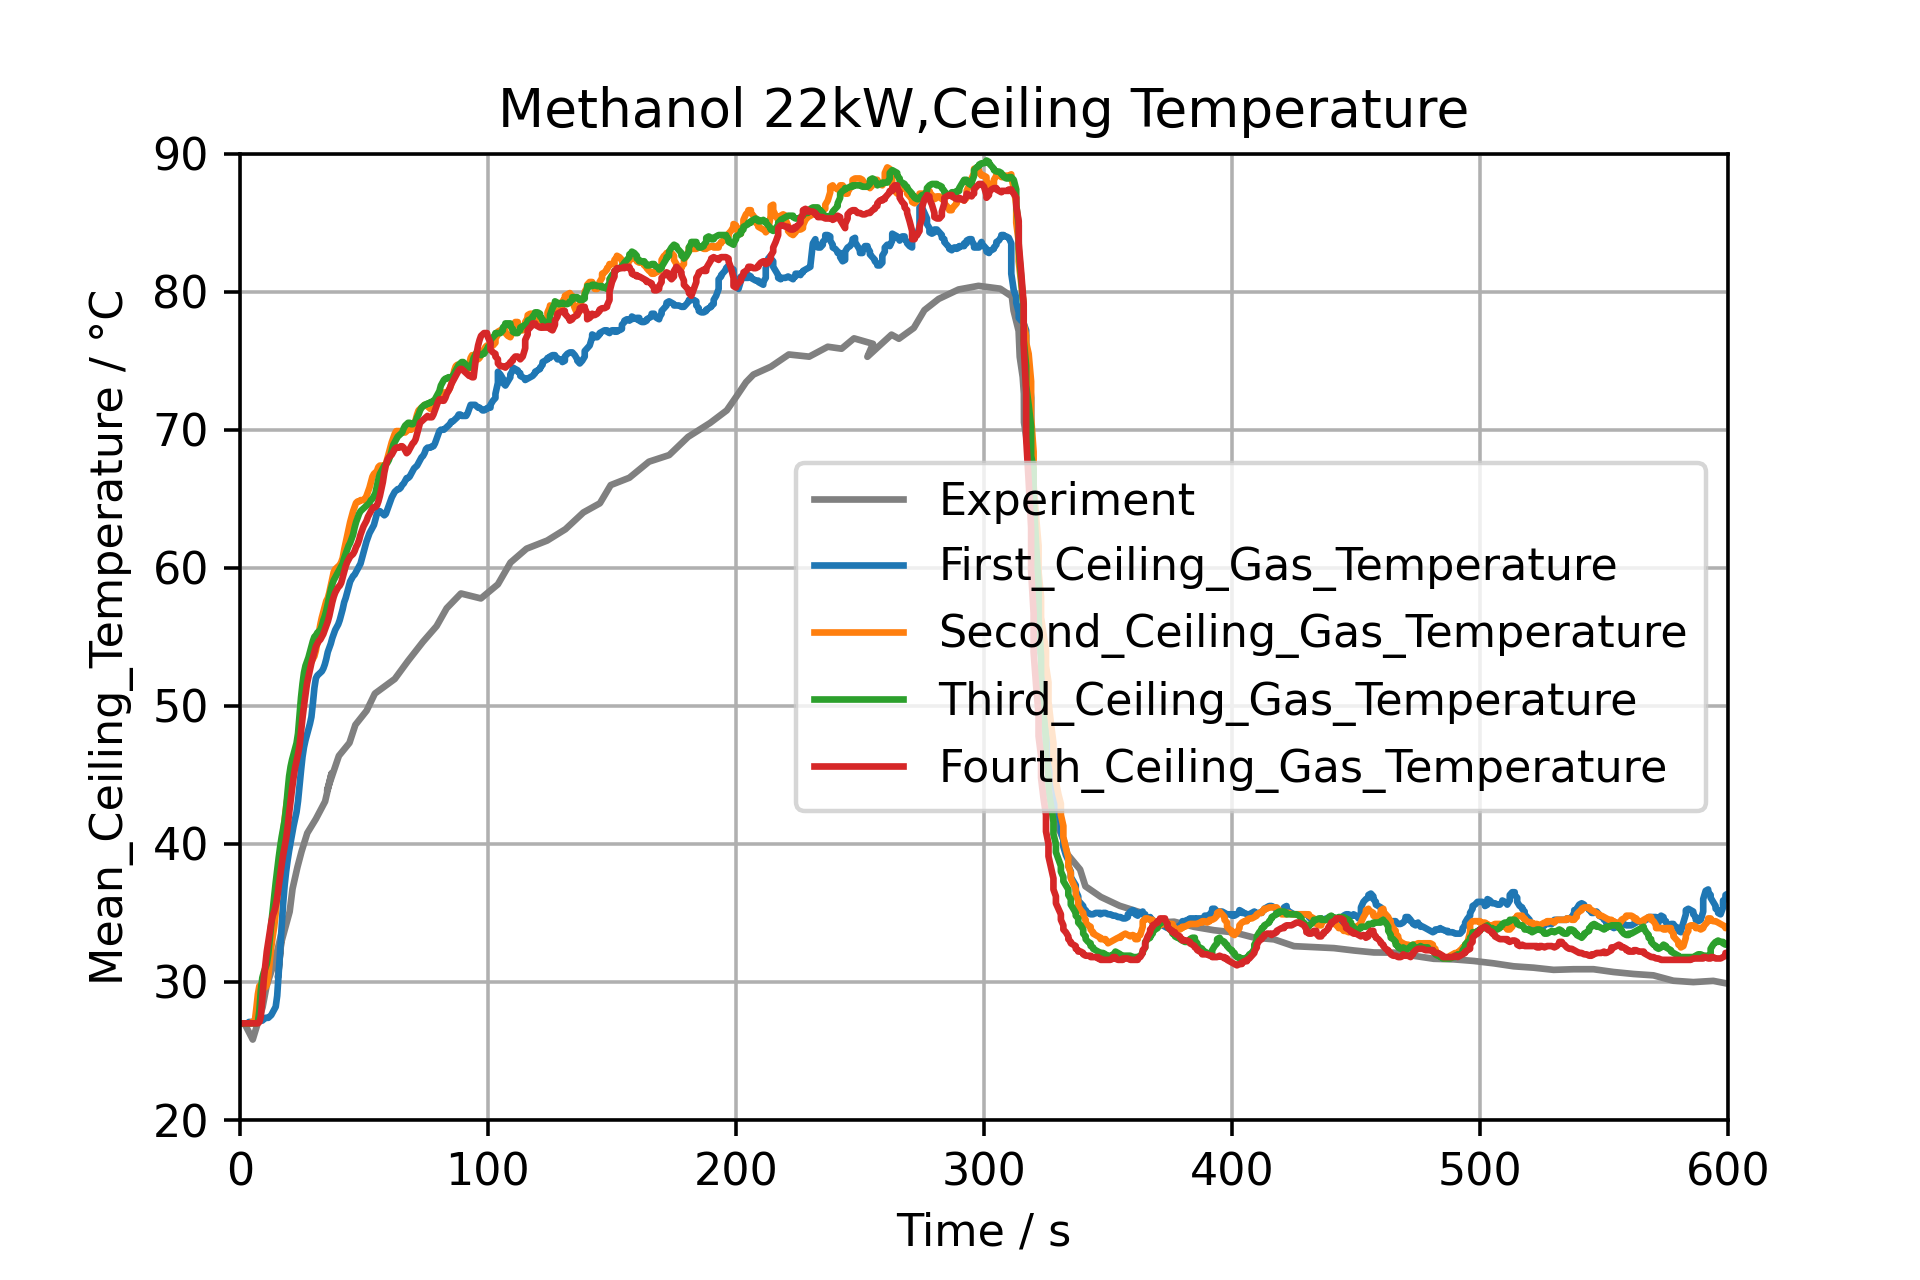 Methanol 22kW,Ceiling Temperature
Mean_Ceiling_Temperature / °C
90
80
70
60
50
40
30
20
Experiment
First_Ceiling_Gas_Temperature
Second_Ceiling_Gas_Temperature
Third_Ceiling_Gas_Temperature
Fourth_Ceiling_Gas_Temperature
0 100 200 300 400 500 600
Time / s